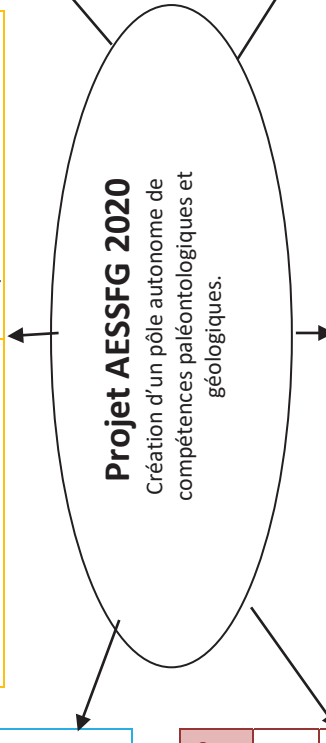 Projet AESSFG 2020
Création d’un pôle autonome de
compétences paléontologiques et
géologiques.